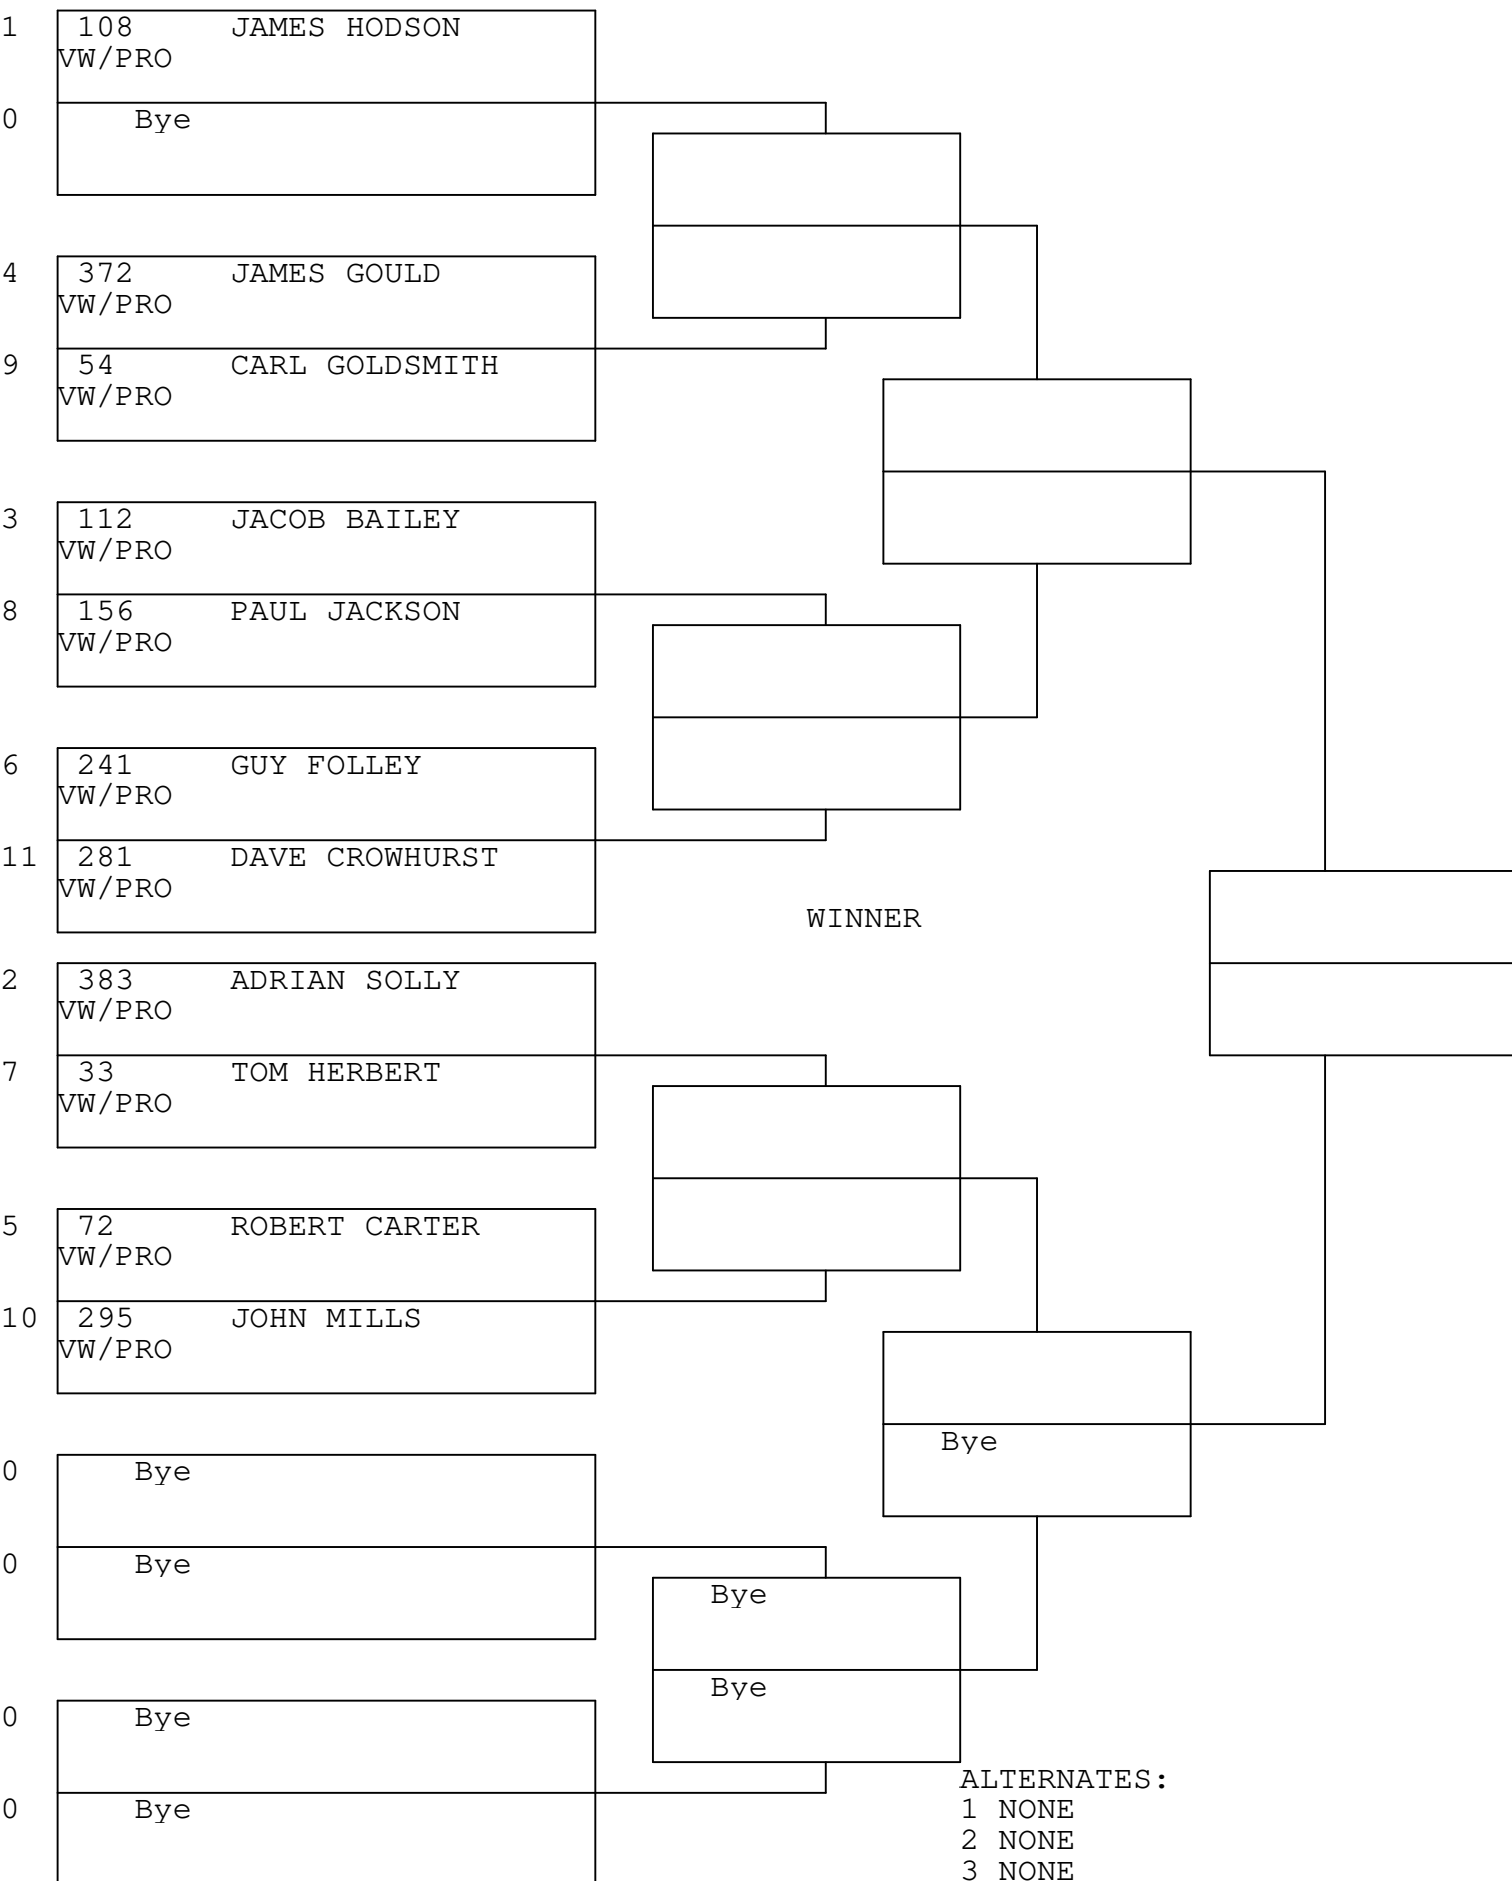 1 108 JAMES HODSON
VW/PRO
0 Bye
4 372 JAMES GOULD
VW/PRO
9 54 CARL GOLDSMITH
VW/PRO
3 112 JACOB BAILEY
VW/PRO
8 156 PAUL JACKSON
VW/PRO
6 241 GUY FOLLEY
VW/PRO
11 281 DAVE CROWHURST
VW/PRO
WINNER
2 383 ADRIAN SOLLY
VW/PRO
7 33 TOM HERBERT
VW/PRO
5 72 ROBERT CARTER
VW/PRO
10 295 JOHN MILLS
VW/PRO
Bye
0 Bye
0 Bye
Bye
Bye
0 Bye
0 Bye
ALTERNATES:
1 NONE
2 NONE
3 NONE